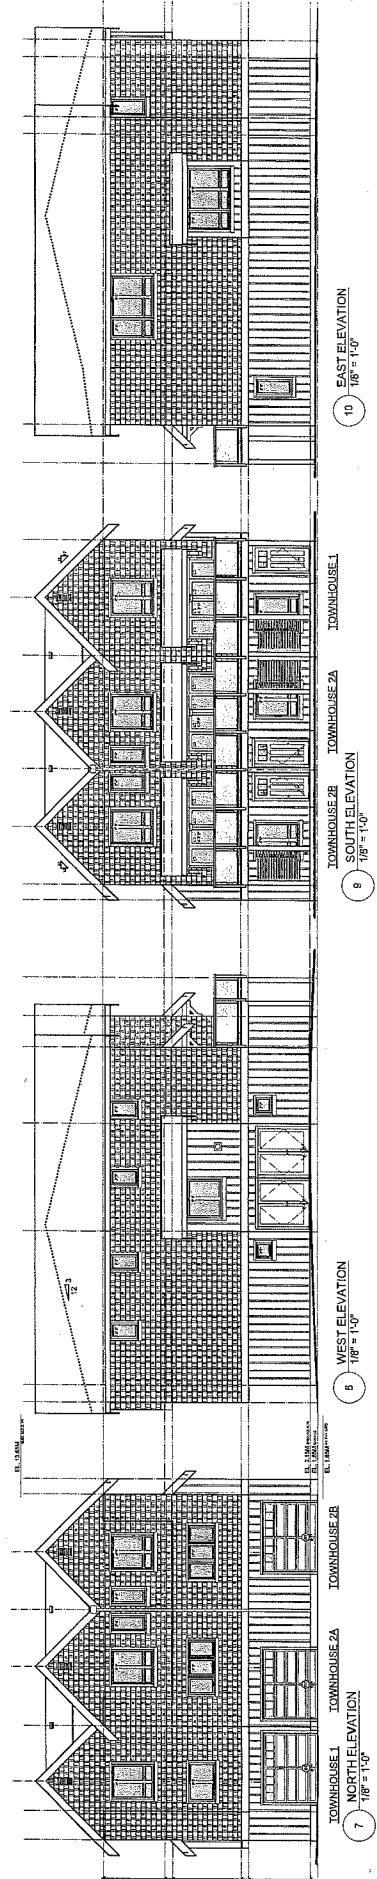 TOWNHOUSE 1
TOWNHOUSE 2A
TOWNHOUSE 2B
7
NORTH ELEVATION
1/8" = 1'-0"
3
12
WEST ELEVATION
1/8" = 1'-0"
TOWNHOUSE 2B
TOWNHOUSE 2A
TOWNHOUSE 1
9
SOUTH ELEVATION
1/8" = 1'-0"
10
EAST ELEVATION
1/8" = 1'-0"